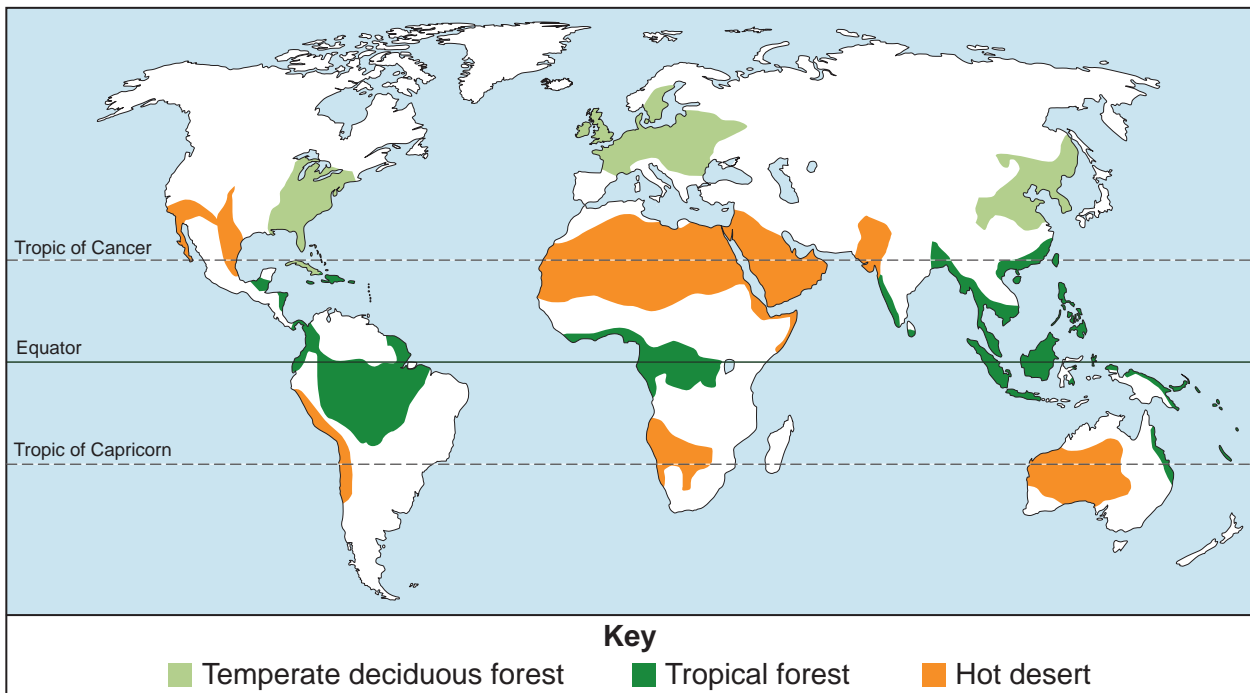 Tropic of Cancer
Equator
Tropic of Capricorn
Key
Temperate deciduous forest
Tropical forest
Hot desert